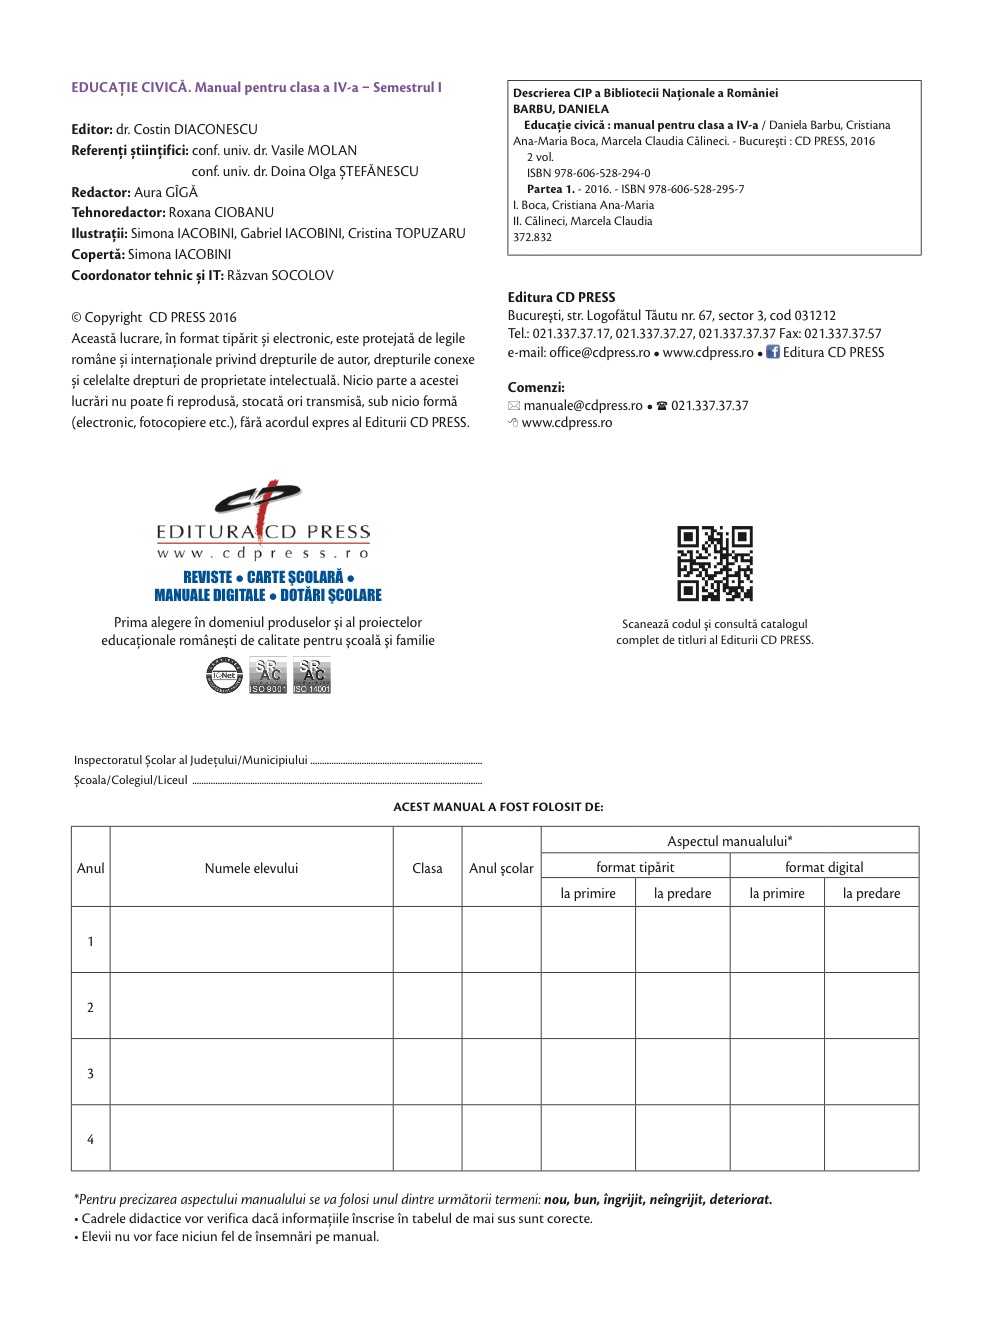 EDUCAȚIE CIVICĂ. Manual pentru clasa a IV-a – Semestrul I
Editor: dr. Costin DIACONESCU
Referenți științifici: conf. univ. dr. Vasile MOLAN
conf. univ. dr. Doina Olga ȘTEFĂNESCU
Redactor: Aura GÎGĂ
Tehnoredactor: Roxana CIOBANU
Ilustrații: Simona IACOBINI, Gabriel IACOBINI, Cristina TOPUZARU
Copertă: Simona IACOBINI
Coordonator tehnic și IT: Răzvan SOCOLOV
© Copyright CD PRESS 2016
Această lucrare, în format tipărit și electronic, este protejată de legile
române și internaționale privind drepturile de autor, drepturile conexe
și celelalte drepturi de proprietate intelectuală. Nicio parte a acestei
lucrări nu poate fi reprodusă, stocată ori transmisă, sub nicio formă
(electronic, fotocopiere etc.), fără acordul expres al Editurii CD PRESS.
Descrierea CIP a Bibliotecii Naționale a României
BARBU, DANIELA
Educație civică : manual pentru clasa a IV-a / Daniela Barbu, Cristiana
Ana-Maria Boca, Marcela Claudia Călineci. - București : CD PRESS, 2016
2 vol.
ISBN 978-606-528-294-0
Partea 1. - 2016. - ISBN 978-606-528-295-7
I. Boca, Cristiana Ana-Maria
II. Călineci, Marcela Claudia
372.832
Editura CD PRESS
București, str. Logofătul Tăutu nr. 67, sector 3, cod 031212
Tel.: 021.337.37.17, 021.337.37.27, 021.337.37.37 Fax: 021.337.37.57
e-mail: office@cdpress.ro • www.cdpress.ro • f Editura CD PRESS
Comenzi:
✉ manuale@cdpress.ro • ☎ 021.337.37.37
www.cdpress.ro
EDITURA CD PRESS
www.cdpress.ro
REVISTE • CARTE ȘCOLARĂ •
MANUALE DIGITALE • DOTĂRI ȘCOLARE
Prima alegere în domeniul produselor și al proiectelor
educaționale românești de calitate pentru școală și familie
IQNet
SR AC ISO 9001
SR AC ISO 14001
Scanează codul și consultă catalogul
complet de titluri al Editurii CD PRESS.
Inspectoratul Școlar al Județului/Municipiului ..........
Școala/Colegiul/Liceul ..........
ACEST MANUAL A FOST FOLOSIT DE:
Anul Numele elevului Clasa Anul școlar Aspectul manualului*
format tipărit format digital
la primire la predare la primire la predare
1
2
3
4
*Pentru precizarea aspectului manualului se va folosi unul dintre următorii termeni: nou, bun, îngrijit, neîngrijit, deteriorat.
• Cadrele didactice vor verifica dacă informațiile înscrise în tabelul de mai sus sunt corecte.
• Elevii nu vor face niciun fel de însemnări pe manual.